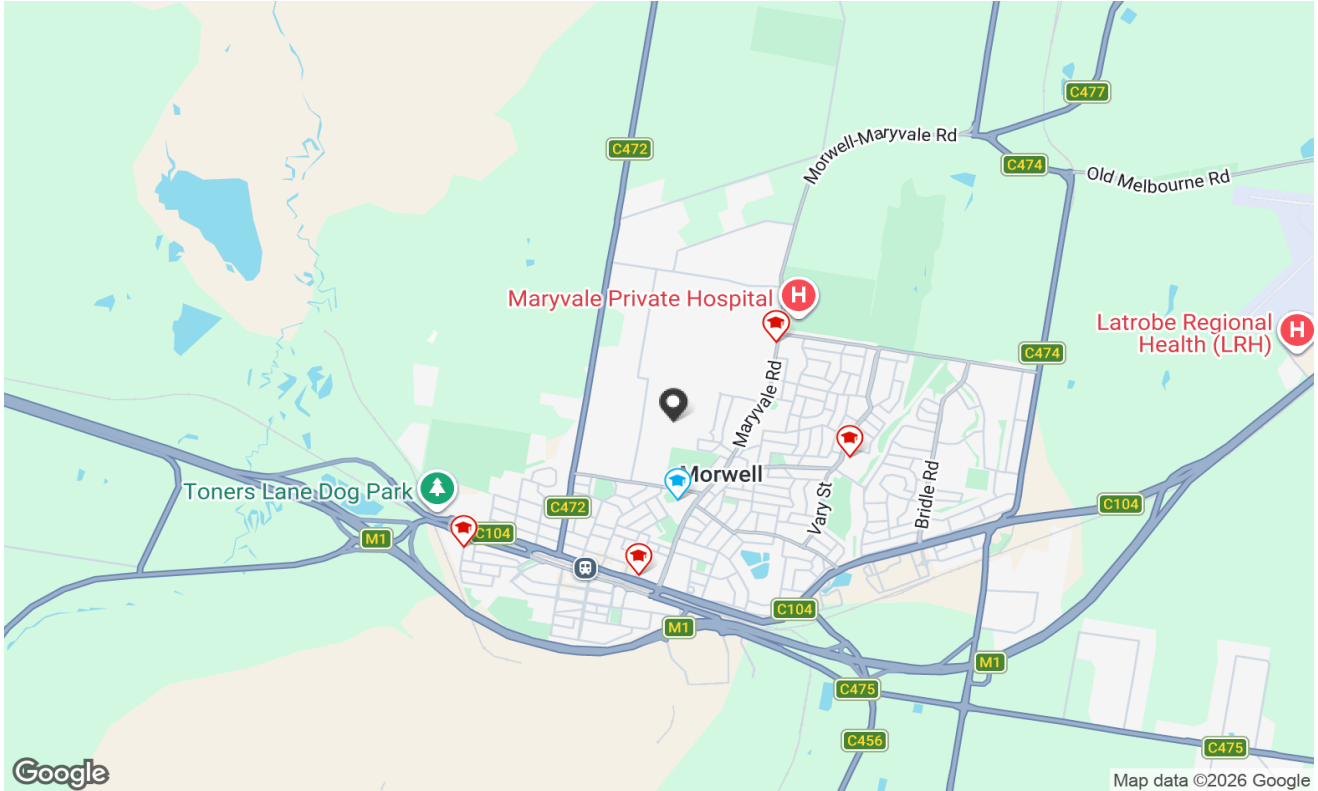 C477
Morwell-Maryvale Rd
C472
C474
Old Melbourne Rd
Maryvale Private Hospital
H
Latrobe Regional
Health (LRH)
H
C474
Maryvale Rd
Morwell
Toners Lane Dog Park
Bridle Rd
Vary St
C472
C104
C104
M1
C104
M1
M1
C475
C456
C475
Google
Map data ©2026 Google